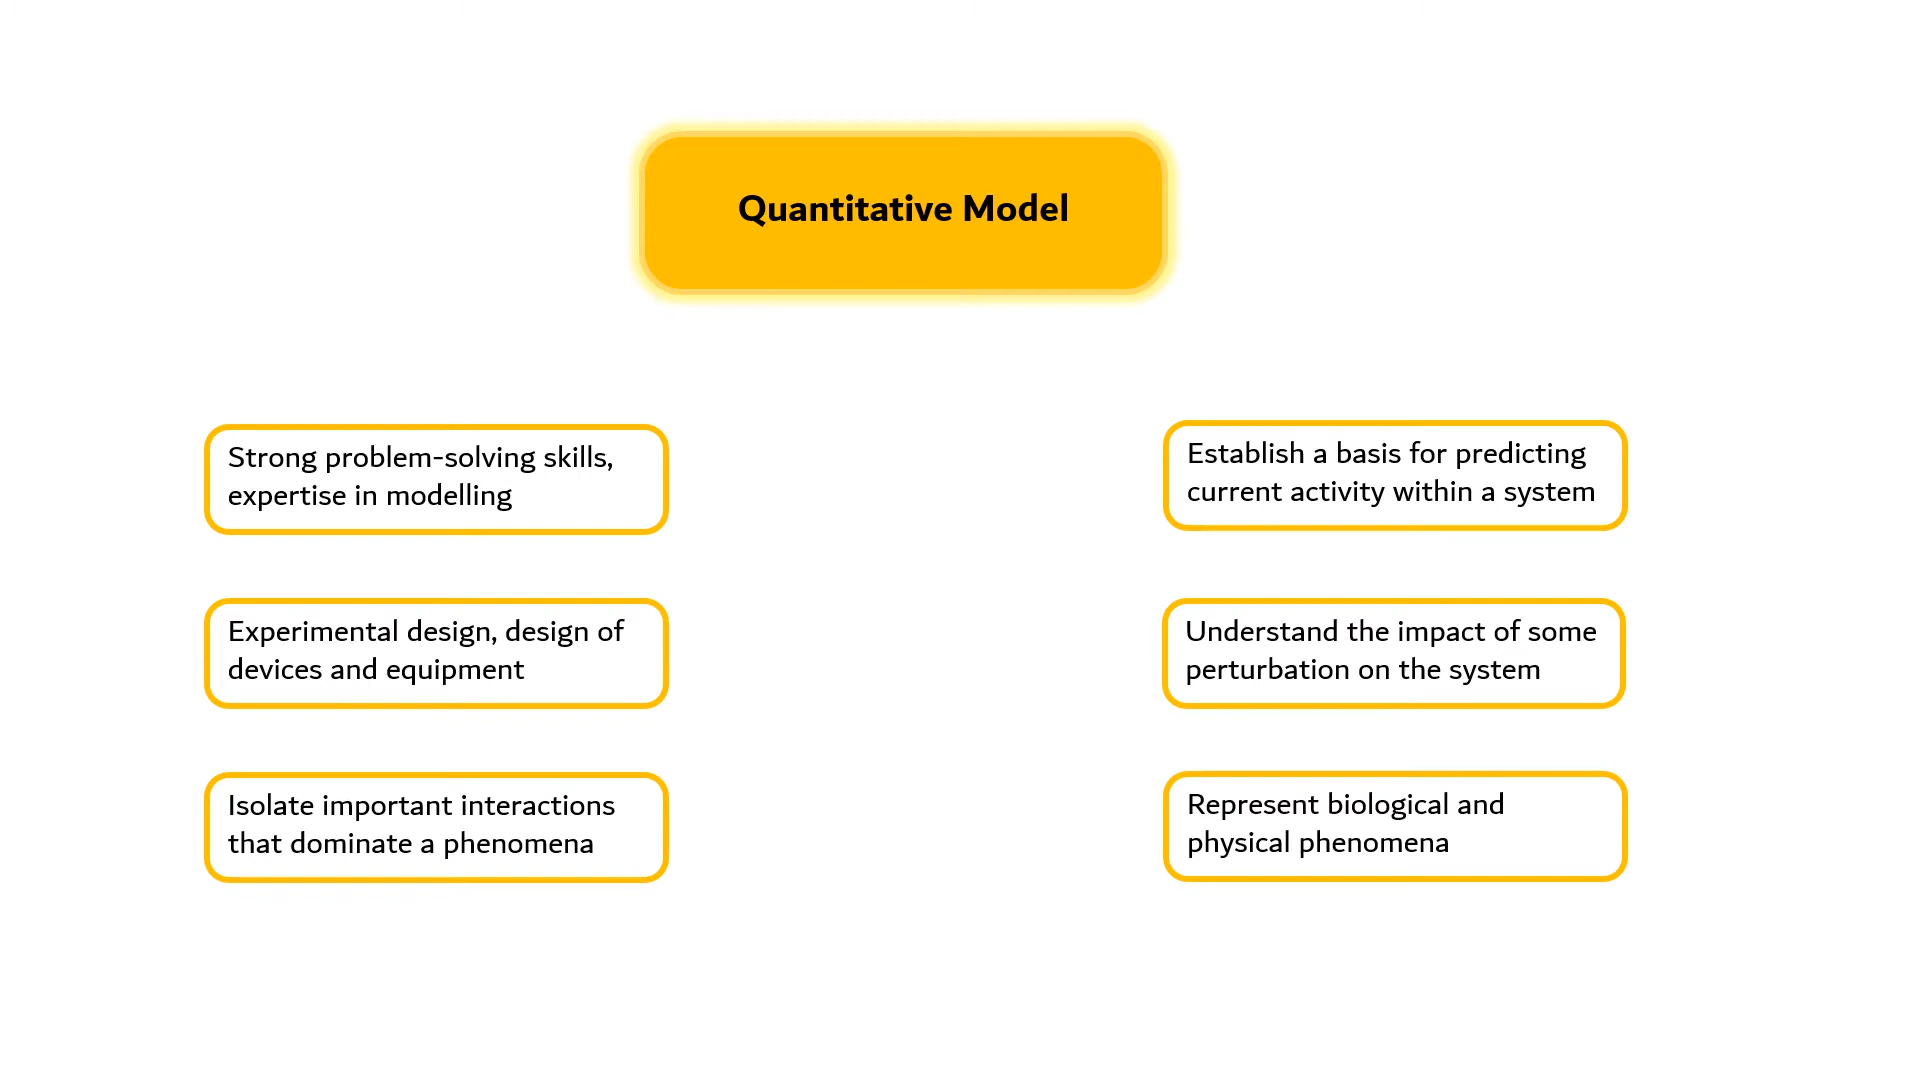 Quantitative Model
Strong problem-solving skills,
expertise in modelling
Experimental design, design of
devices and equipment
Isolate important interactions
that dominate a phenomena
Establish a basis for predicting
current activity within a system
Understand the impact of some
perturbation on the system
Represent biological and
physical phenomena